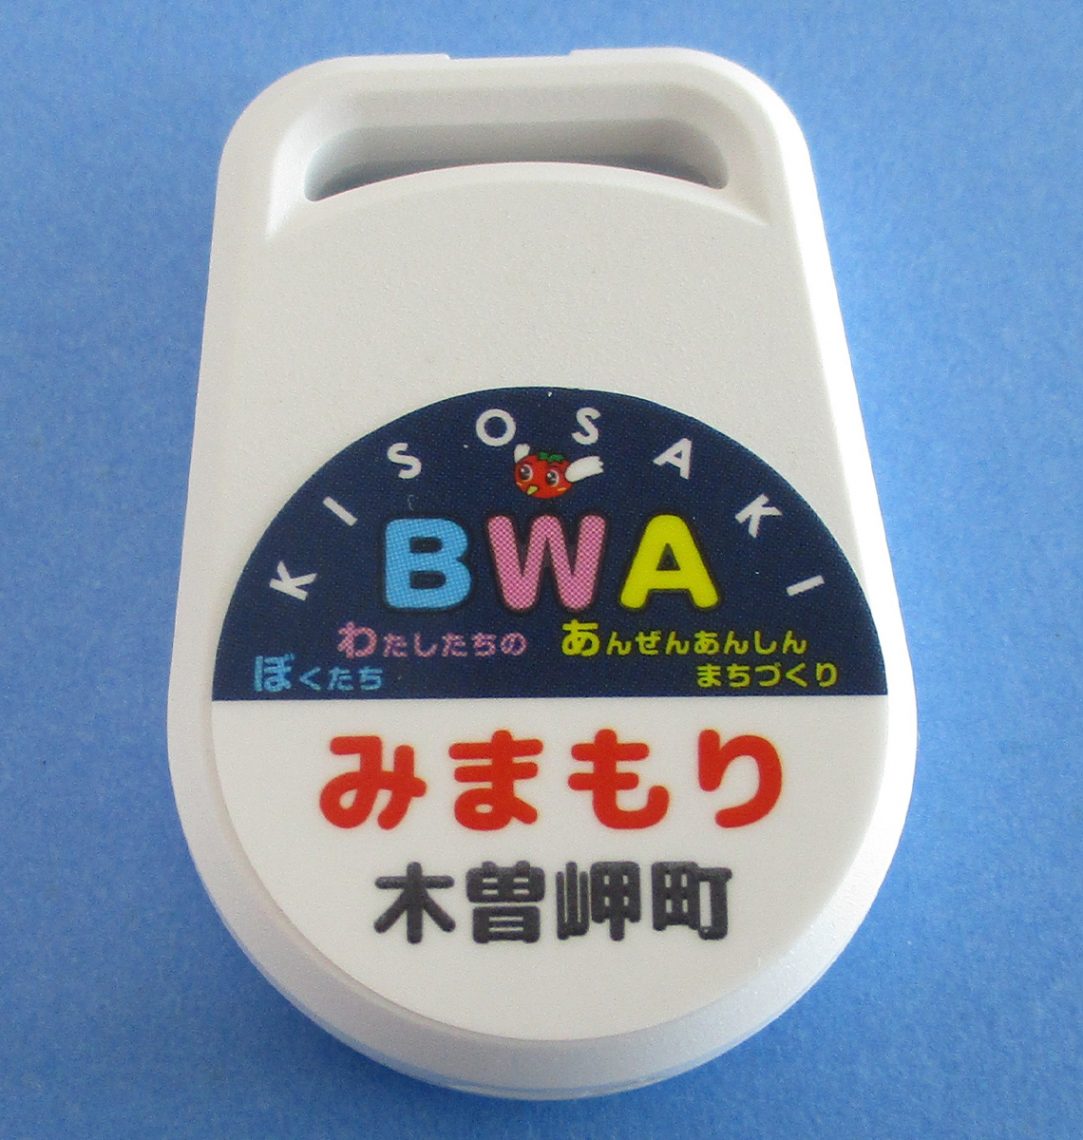 KISOSAKI
BWA
わたしたちの あんぜんあんしん
ぼくたち まちづくり
みまもり
木曽岬町